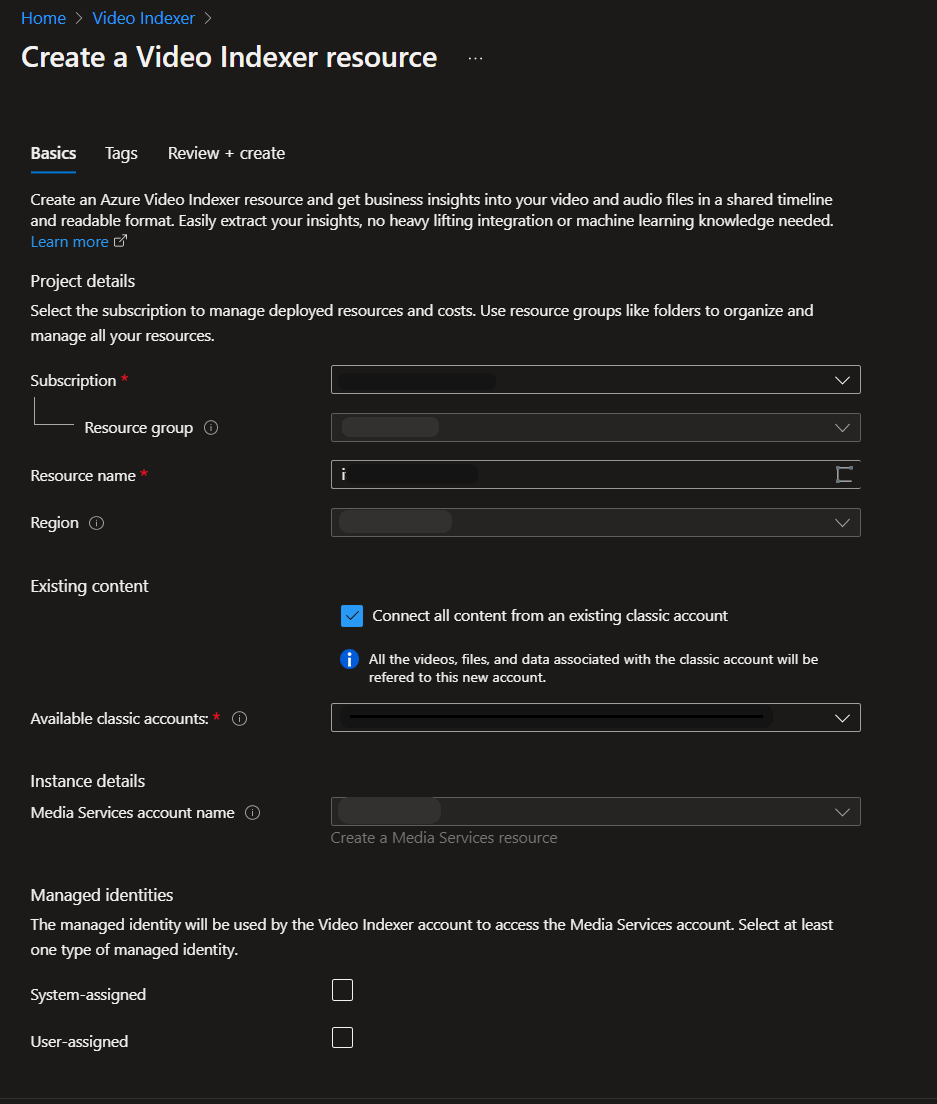 Home > Video Indexer >
Create a Video Indexer resource ...
Basics Tags Review + create
Create an Azure Video Indexer resource and get business insights into your video and audio files in a shared timeline
and readable format. Easily extract your insights, no heavy lifting integration or machine learning knowledge needed.
Learn more
Project details
Select the subscription to manage deployed resources and costs. Use resource groups like folders to organize and
manage all your resources.
Subscription *
Resource group
Resource name * i
Region
Existing content
Connect all content from an existing classic account
All the videos, files, and data associated with the classic account will be
refered to this new account.
Available classic accounts: *
Instance details
Media Services account name
Create a Media Services resource
Managed identities
The managed identity will be used by the Video Indexer account to access the Media Services account. Select at least
one type of managed identity.
System-assigned
User-assigned